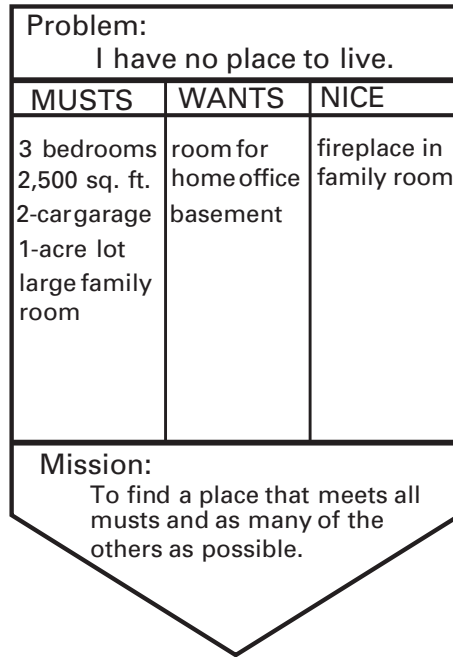 Problem:
I have no place to live.
MUSTS
WANTS
NICE
3 bedrooms
2,500 sq. ft.
2-car garage
1-acre lot
large family
room
room for
home office
basement
fireplace in
family room
Mission:
To find a place that meets all
musts and as many of the
others as possible.